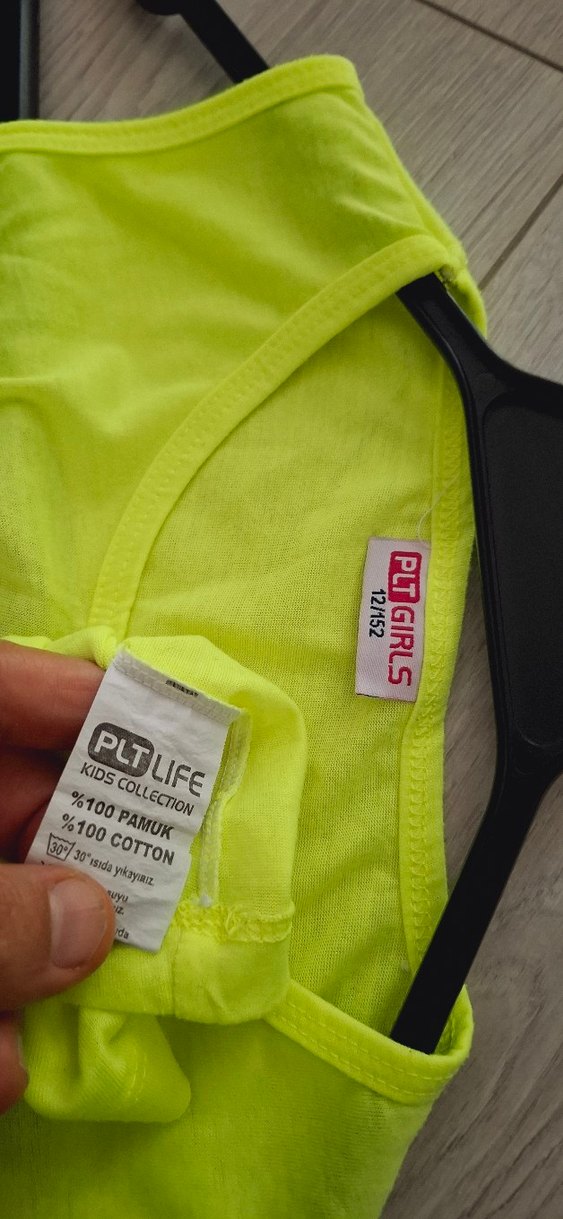 PLT GIRLS
12/152
PLT LIFE
KIDS COLLECTION
%100 PAMUK
%100 COTTON
30° 30°ısıda yıkayınız.